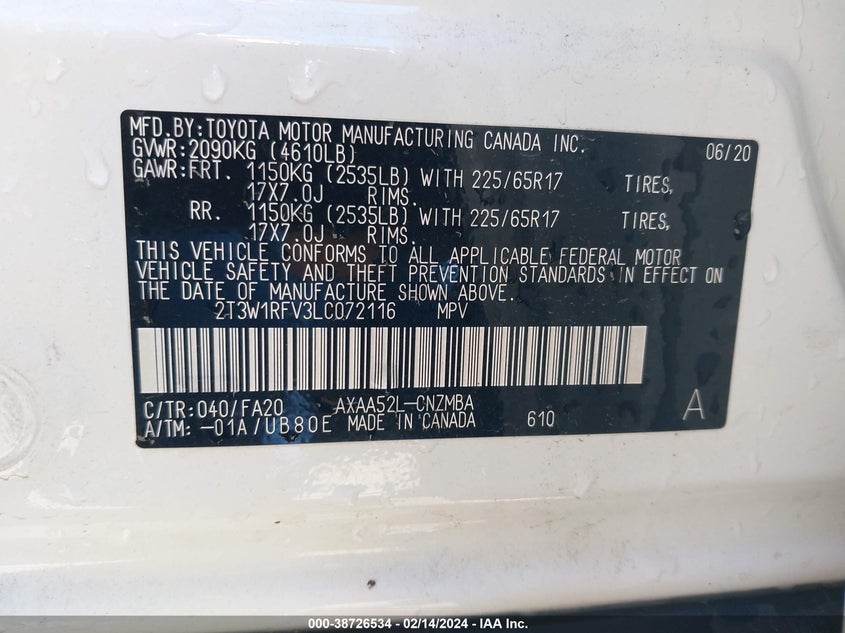 MFD.BY:TOYOTA MOTOR MANUFACTURING CANADA INC. 06/20
GVWR:2090KG (4610LB)
GAWR:FRT. 1150KG (2535LB) WITH 225/65R17 TIRES,
17X7.0J RIMS.
RR. 1150KG (2535LB) WITH 225/65R17 TIRES,
17X7.0J RIMS.
THIS VEHICLE CONFORMS TO ALL APPLICABLE FEDERAL MOTOR
VEHICLE SAFETY AND THEFT PREVENTION STANDARDS IN EFFECT ON
THE DATE OF MANUFACTURE SHOWN ABOVE.
2T3W1RFV3LC072116 MPV
C/TR:040/FA20 AXAA52L-CNZMBA A
A/TM:-01A/UB80E MADE IN CANADA 610
000-38726534 - 02/14/2024 - IAA Inc.